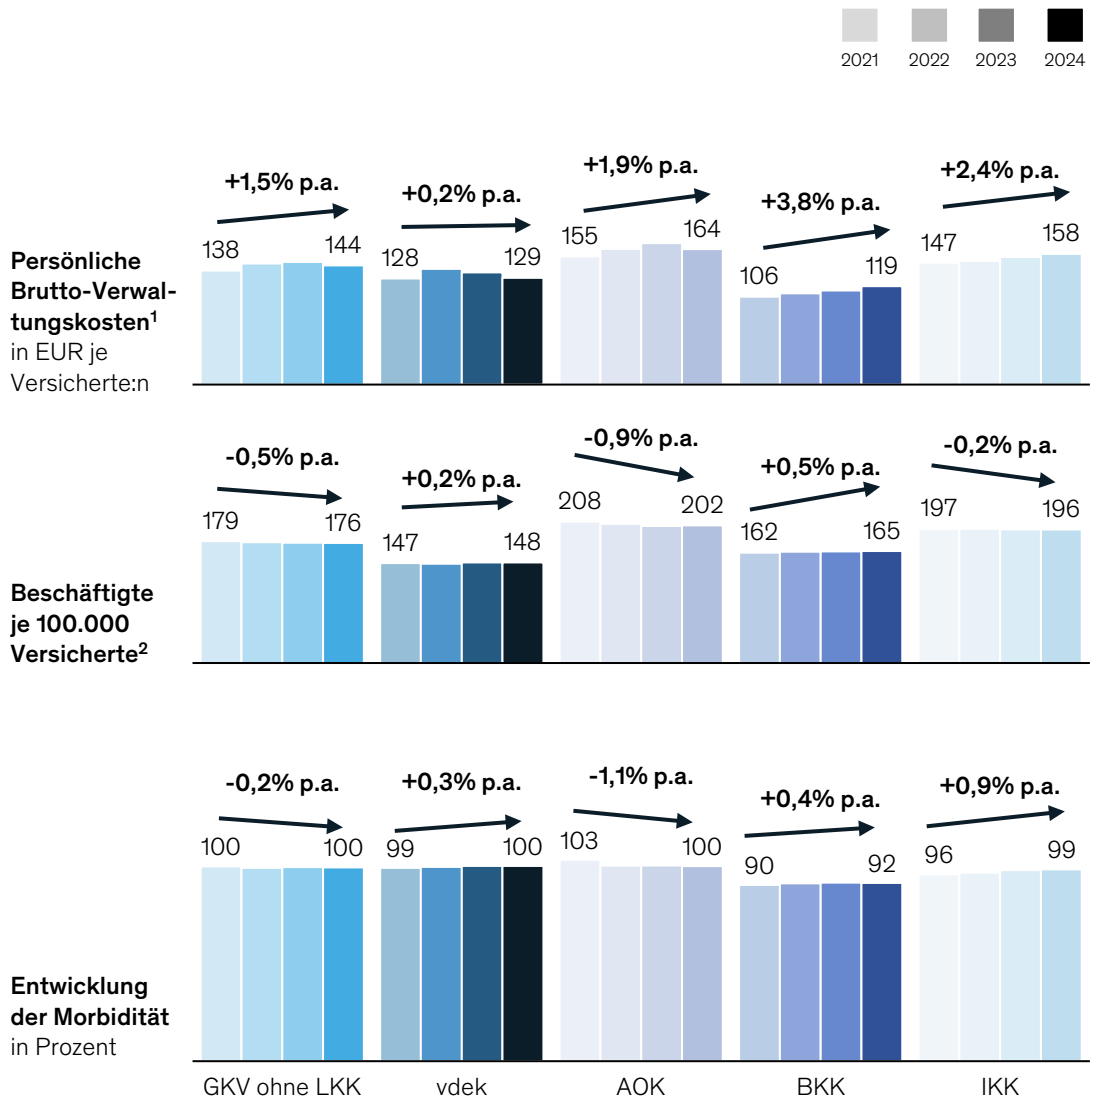 2021 2022 2023 2024
+1,5% p.a. +0,2% p.a. +1,9% p.a. +3,8% p.a. +2,4% p.a.
138 144 128 129 155 164 106 119 147 158
Persönliche
Brutto-Verwal-
tungskosten¹
in EUR je
Versicherte:n
-0,5% p.a. +0,2% p.a. -0,9% p.a. +0,5% p.a. -0,2% p.a.
179 176 147 148 208 202 162 165 197 196
Beschäftigte
je 100.000
Versicherte²
-0,2% p.a. +0,3% p.a. -1,1% p.a. +0,4% p.a. +0,9% p.a.
100 100 99 100 103 100 90 92 96 99
Entwicklung
der Morbidität
in Prozent
GKV ohne LKK vdek AOK BKK IKK